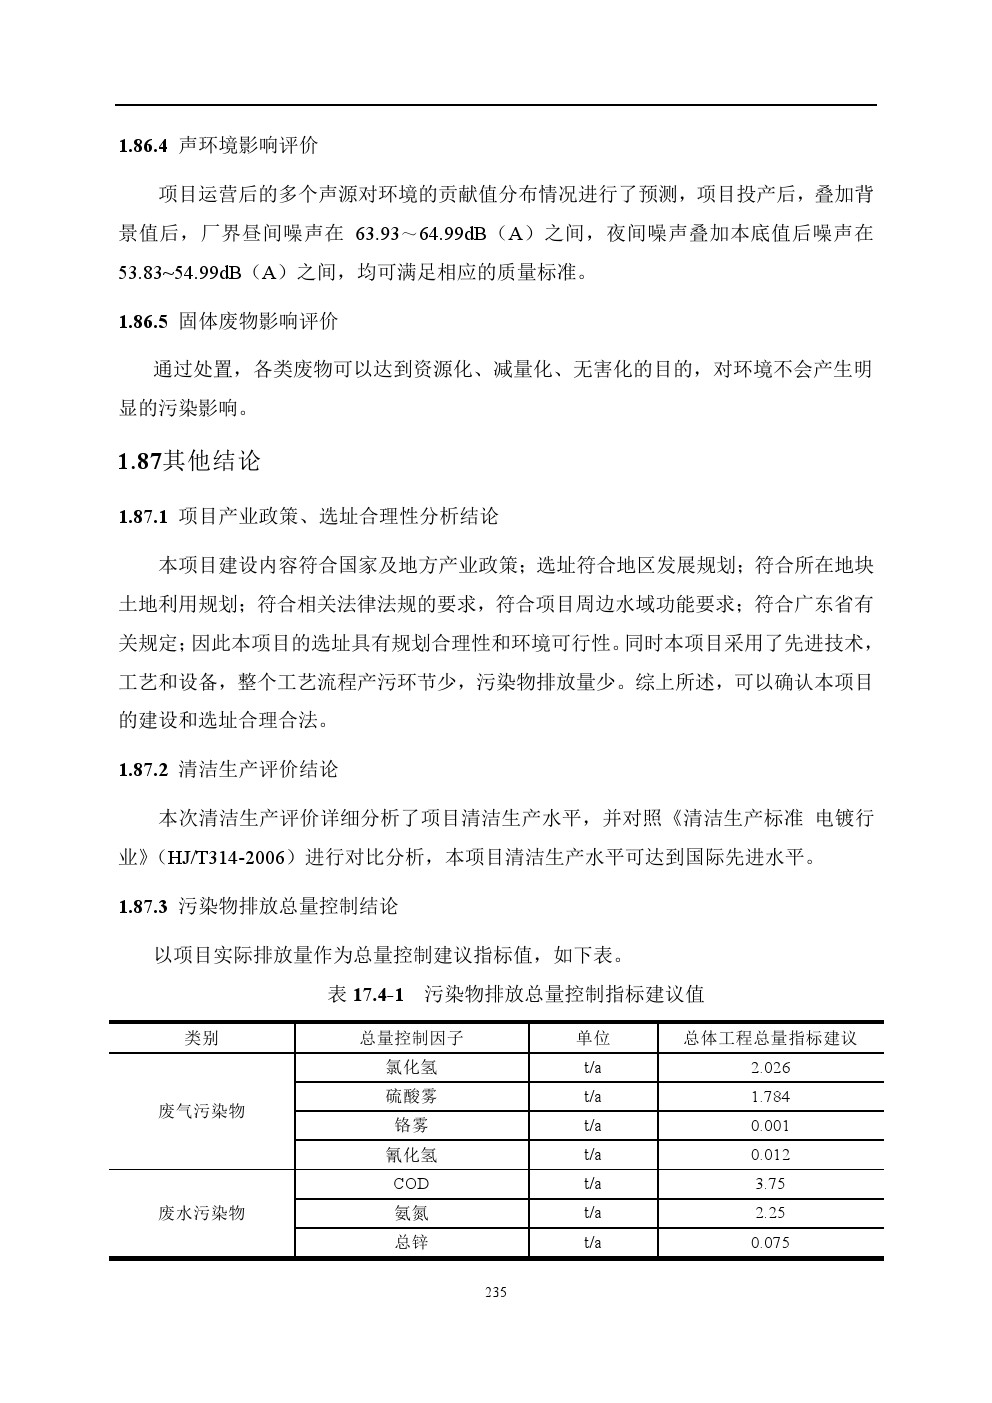 1.86.4 声环境影响评价
项目运营后的多个声源对环境的贡献值分布情况进行了预测，项目投产后，叠加背
景值后，厂界昼间噪声在 63.93～64.99dB（A）之间，夜间噪声叠加本底值后噪声在
53.83~54.99dB（A）之间，均可满足相应的质量标准。
1.86.5 固体废物影响评价
通过处置，各类废物可以达到资源化、减量化、无害化的目的，对环境不会产生明
显的污染影响。
1.87其他结论
1.87.1 项目产业政策、选址合理性分析结论
本项目建设内容符合国家及地方产业政策；选址符合地区发展规划；符合所在地块
土地利用规划；符合相关法律法规的要求，符合项目周边水域功能要求；符合广东省有
关规定；因此本项目的选址具有规划合理性和环境可行性。同时本项目采用了先进技术，
工艺和设备，整个工艺流程产污环节少，污染物排放量少。综上所述，可以确认本项目
的建设和选址合理合法。
1.87.2 清洁生产评价结论
本次清洁生产评价详细分析了项目清洁生产水平，并对照《清洁生产标准 电镀行
业》（HJ/T314-2006）进行对比分析，本项目清洁生产水平可达到国际先进水平。
1.87.3 污染物排放总量控制结论
以项目实际排放量作为总量控制建议指标值，如下表。
表 17.4-1 污染物排放总量控制指标建议值
类别 总量控制因子 单位 总体工程总量指标建议
废气污染物 氯化氢 t/a 2.026
硫酸雾 t/a 1.784
铬雾 t/a 0.001
氰化氢 t/a 0.012
废水污染物 COD t/a 3.75
氨氮 t/a 2.25
总锌 t/a 0.075
235